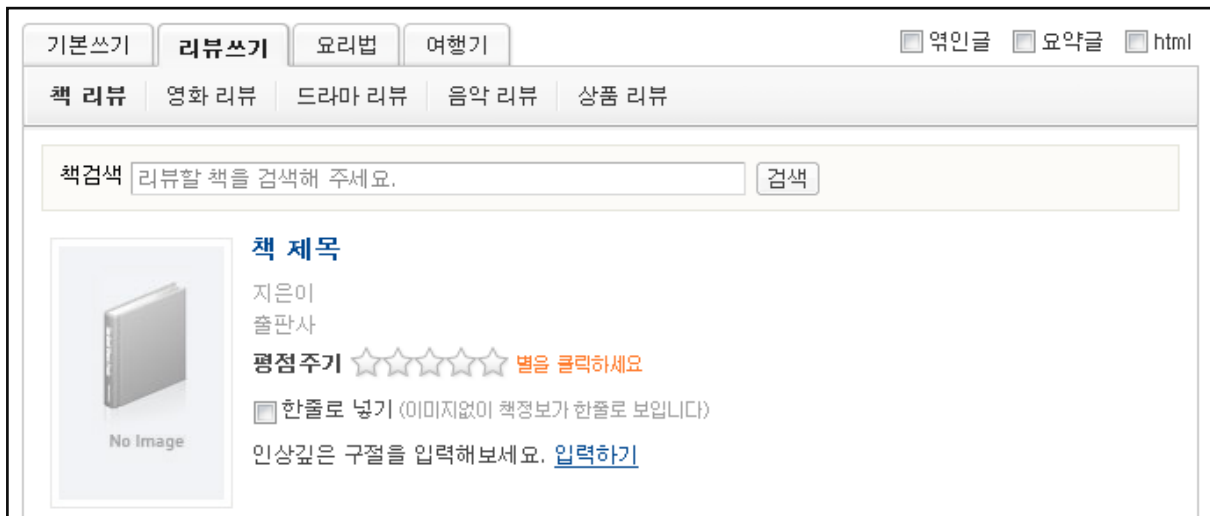 기본쓰기 리뷰쓰기 요리법 여행기 엮인글 요약글 html
책 리뷰 영화 리뷰 드라마 리뷰 음악 리뷰 상품 리뷰
책검색 리뷰할 책을 검색해 주세요. 검색
책 제목
지은이
출판사
평점주기 별을 클릭하세요
한줄로 넣기 (이미지없이 책정보가 한줄로 보입니다)
No Image
인상깊은 구절을 입력해보세요. 입력하기